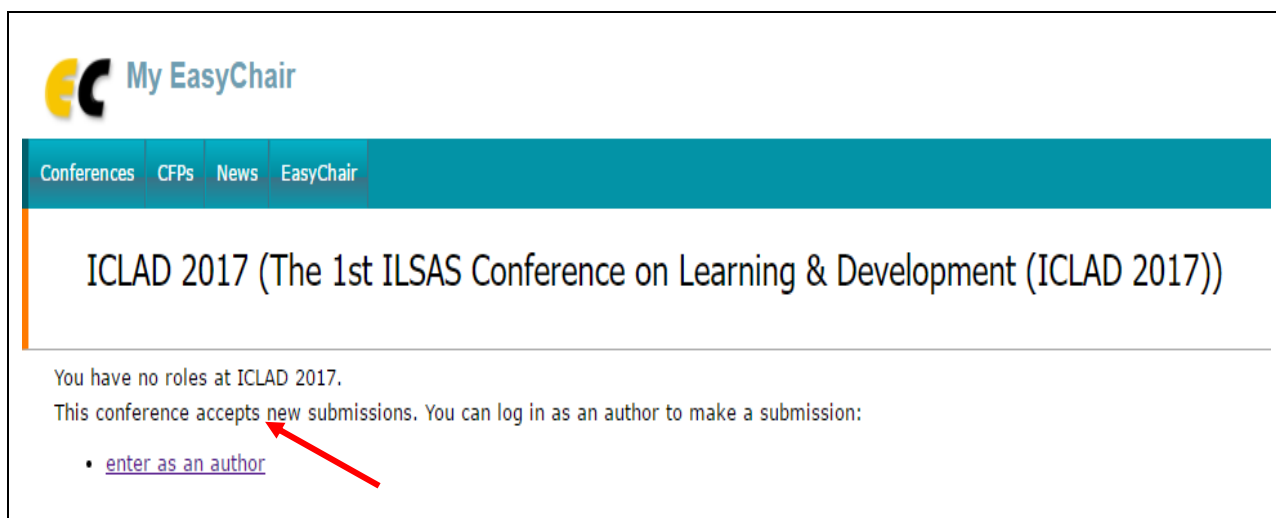 EC My EasyChair
Conferences CFPs News EasyChair
ICLAD 2017 (The 1st ILSAS Conference on Learning & Development (ICLAD 2017))
You have no roles at ICLAD 2017.
This conference accepts new submissions. You can log in as an author to make a submission:
• enter as an author